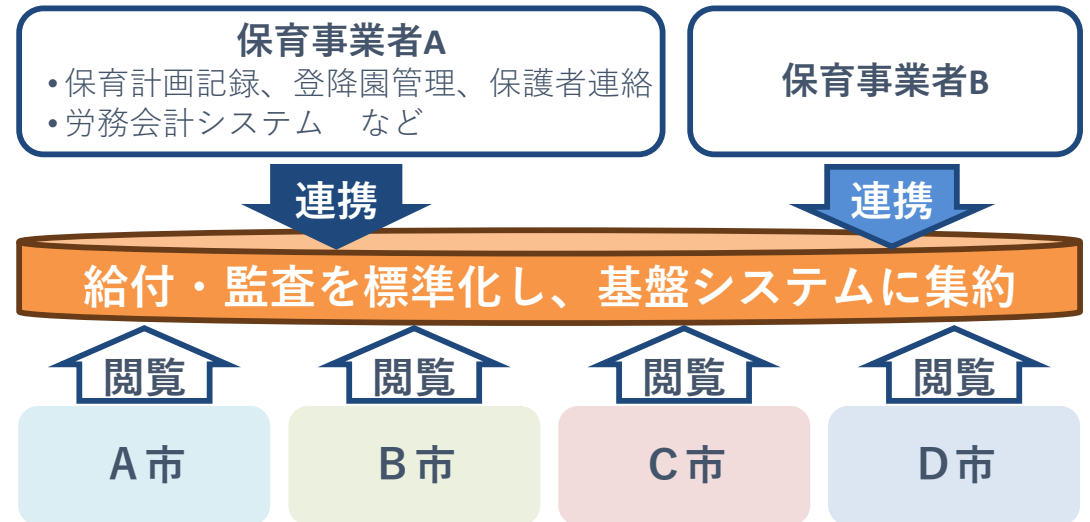 保育事業者A
•保育計画記録、登降園管理、保護者連絡
•労務会計システム　など
保育事業者B
連携
連携
給付・監査を標準化し、基盤システムに集約
閲覧
閲覧
閲覧
閲覧
A市
B市
C市
D市